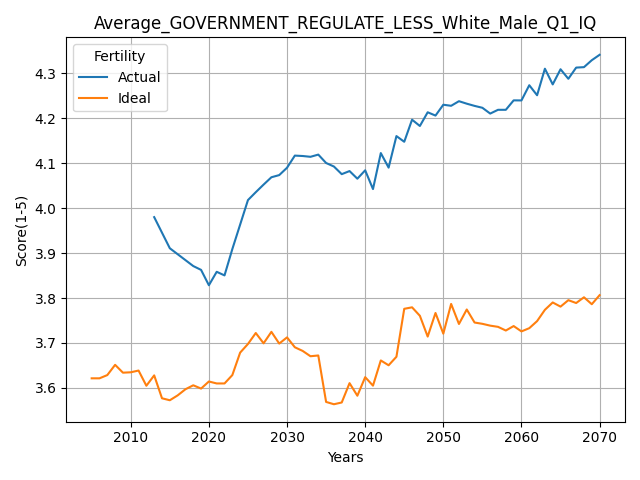 Average_GOVERNMENT_REGULATE_LESS_White_Male_Q1_IQ
Fertility
Actual
Ideal
Score(1-5)
4.3
4.2
4.1
4.0
3.9
3.8
3.7
3.6
2010 2020 2030 2040 2050 2060 2070
Years